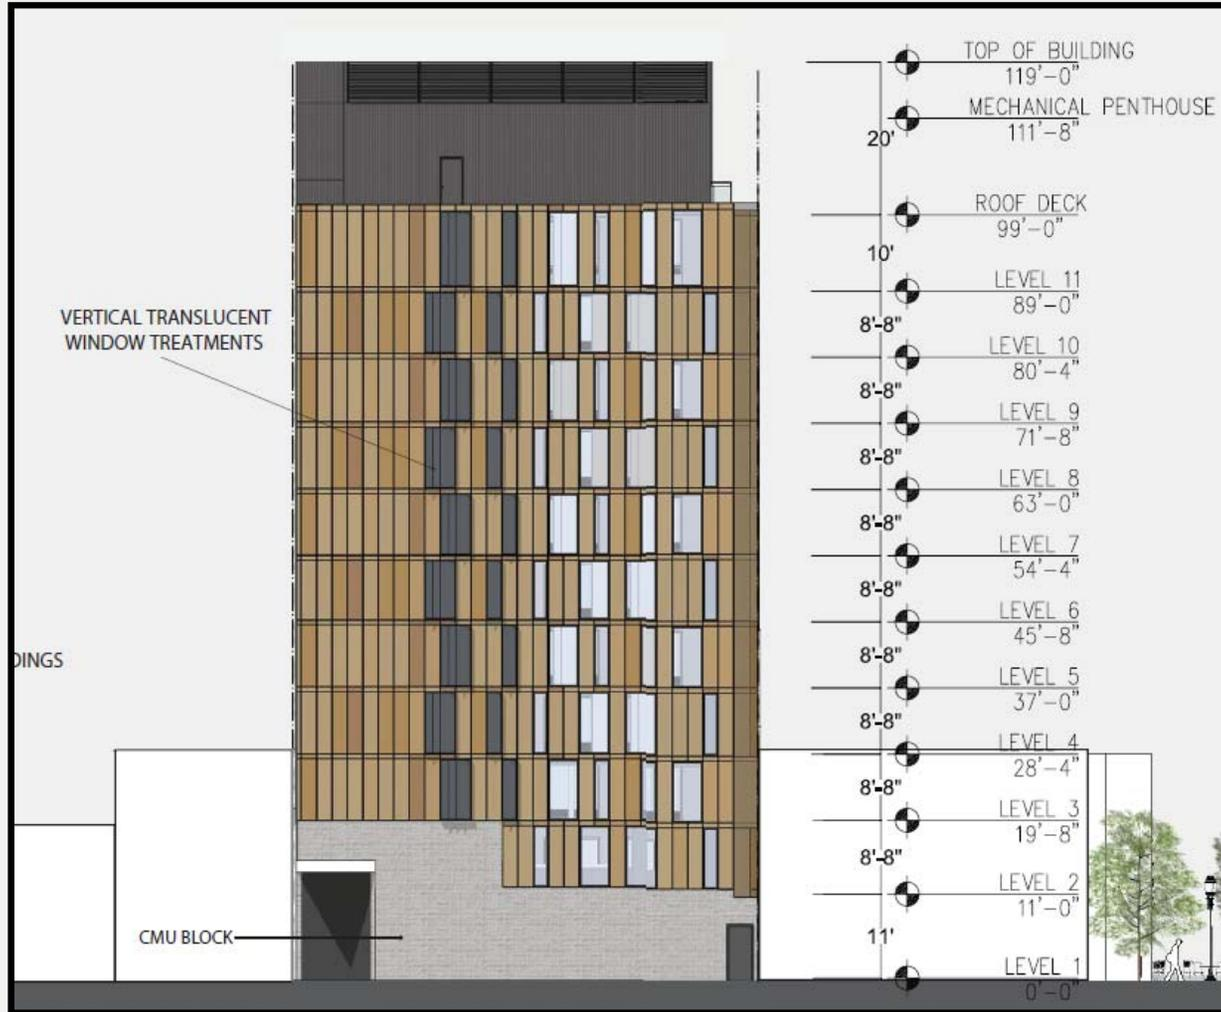 TOP OF BUILDING
119'-0"
MECHANICAL PENTHOUSE
111'-8"
20'
ROOF DECK
99'-0"
10'
LEVEL 11
89'-0"
8'-8"
LEVEL 10
80'-4"
8'-8"
LEVEL 9
71'-8"
8'-8"
LEVEL 8
63'-0"
8'-8"
LEVEL 7
54'-4"
8'-8"
LEVEL 6
45'-8"
8'-8"
LEVEL 5
37'-0"
8'-8"
LEVEL 4
28'-4"
8'-8"
LEVEL 3
19'-8"
8'-8"
LEVEL 2
11'-0"
11'
LEVEL 1
0'-0"
VERTICAL TRANSLUCENT
WINDOW TREATMENTS
DINGS
CMU BLOCK